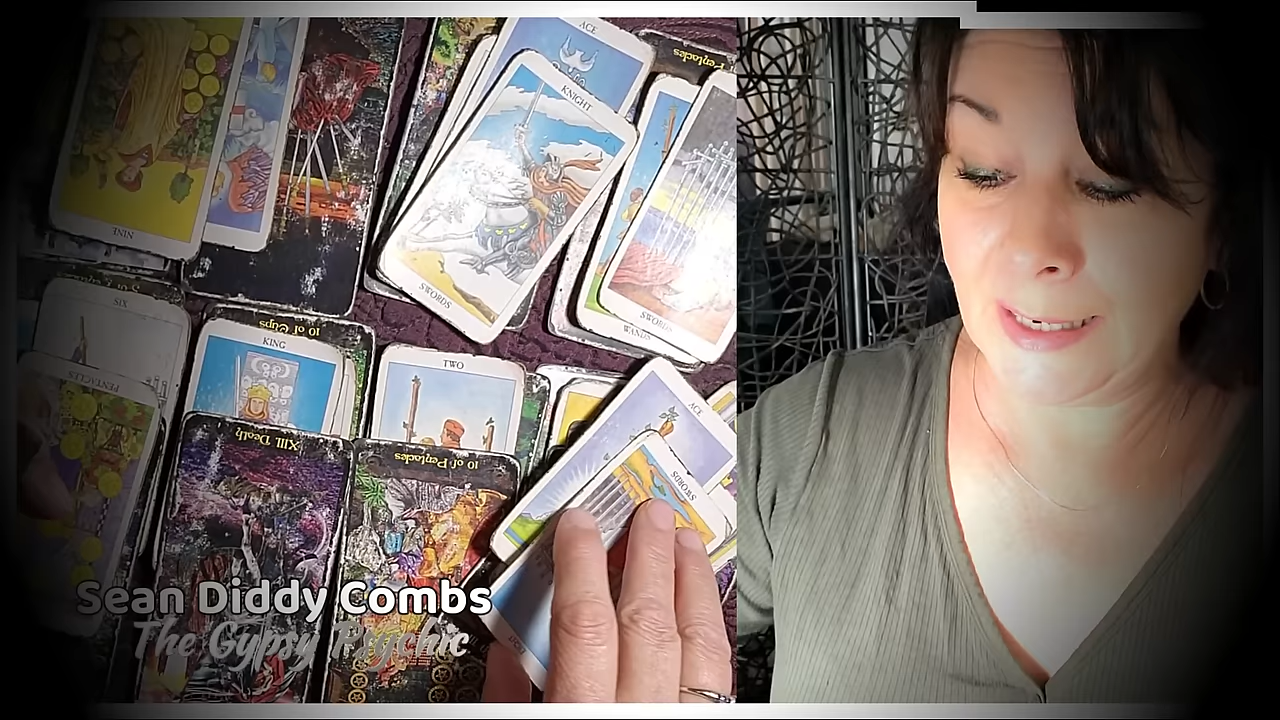 ACE
of Pentacles
KNIGHT
SWORDS
NINE
SWORDS
WANDS
SIX
10 of Cups
KING
TWO
PENTACLES
ACE
XIII Death
10 of Pentacles
SWORDS
Sean Diddy Combs
The Gypsy Psychic